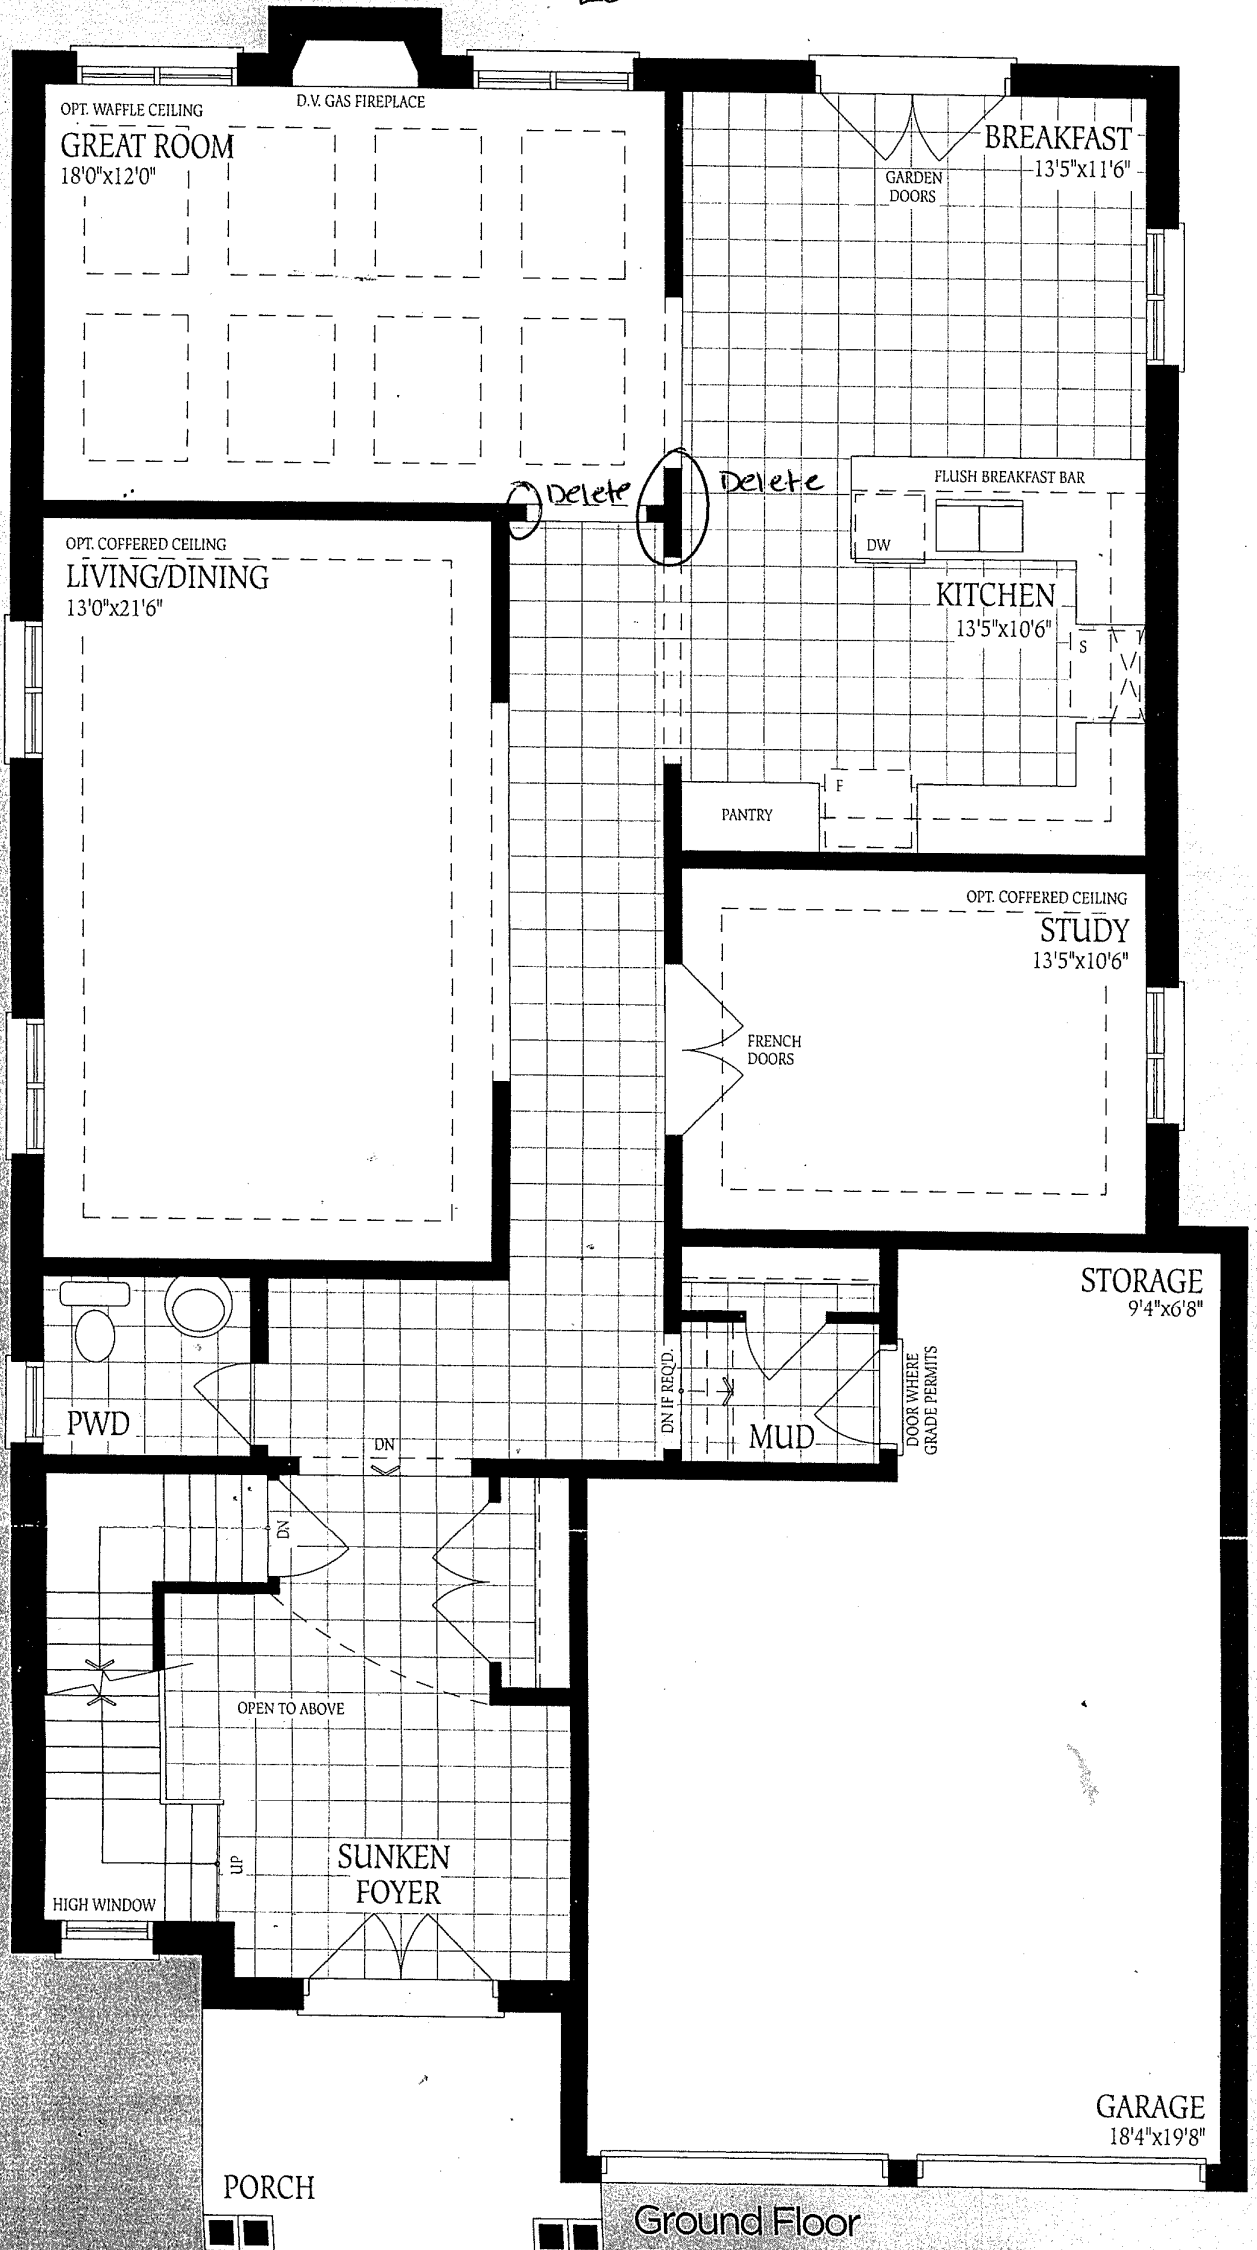 OPT. WAFFLE CEILING
GREAT ROOM
18'0"x12'0"
D.V. GAS FIREPLACE
BREAKFAST
13'5"x11'6"
GARDEN
DOORS
Delete
Delete
FLUSH BREAKFAST BAR
DW
KITCHEN
13'5"x10'6"
S
F
PANTRY
OPT. COFFERED CEILING
LIVING/DINING
13'0"x21'6"
OPT. COFFERED CEILING
STUDY
13'5"x10'6"
FRENCH
DOORS
STORAGE
9'4"x6'8"
PWD
DN
DN IF REQ'D.
MUD
DOOR WHERE
GRADE PERMITS
DN
OPEN TO ABOVE
UP
SUNKEN
FOYER
HIGH WINDOW
GARAGE
18'4"x19'8"
PORCH
Ground Floor